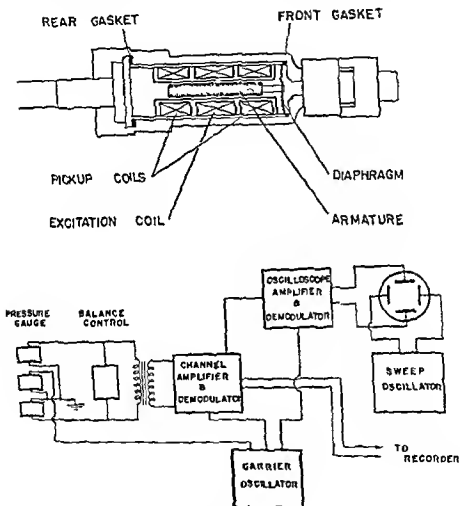 REAR GASKET
FRONT GASKET
PICKUP COILS
DIAPHRAGM
EXCITATION COIL
ARMATURE
PRESSURE
GAUGE
BALANCE
CONTROL
OSCILLOSCOPE
AMPLIFIER
&
DEMODULATOR
CHANNEL
AMPLIFIER
&
DEMODULATOR
SWEEP
OSCILLATOR
TO
RECORDER
CARRIER
OSCILLATOR